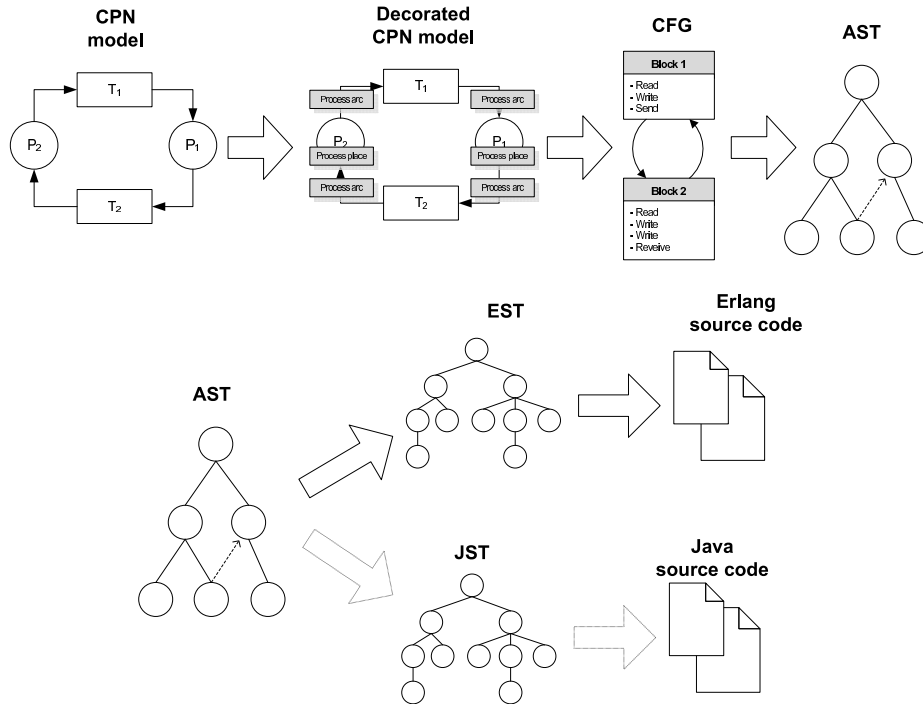 CPN
model
Decorated
CPN model
CFG
AST
T₁
P₂
P₁
T₂
Process arc
T₁
Process arc
P₂
P₁
Process place
Process place
Process arc
T₂
Process arc
Block 1
- Read
- Write
- Send
Block 2
- Read
- Write
- Write
- Reveive
EST
Erlang
source code
AST
JST
Java
source code